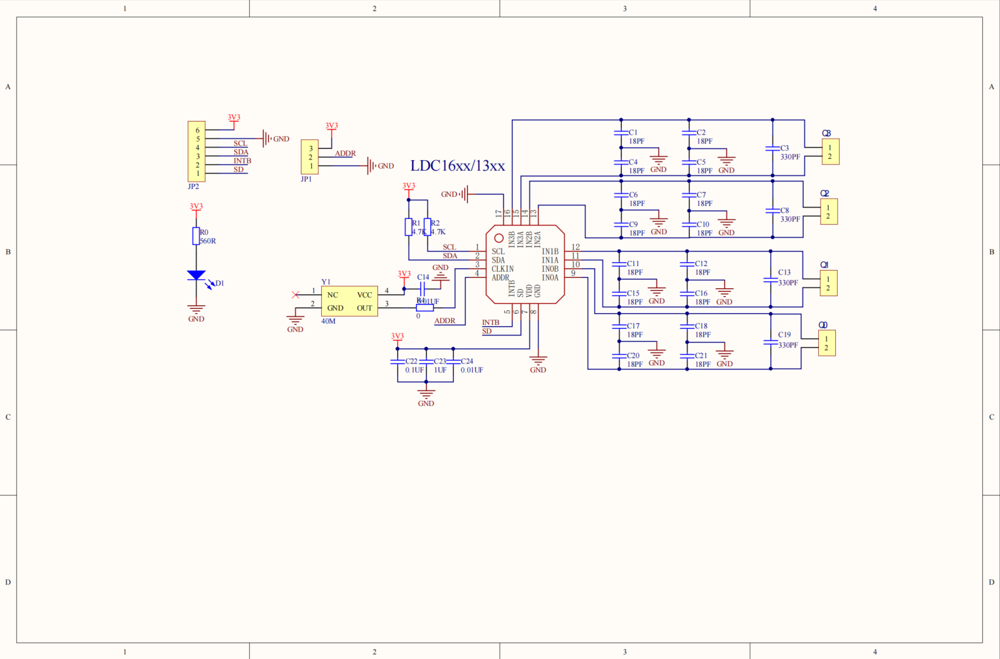 1 2 3 4
A A
B B
C C
D D
1 2 3 4
3V3
6
5 GND
4 SCL
3 SDA
2 INTB
1 SD
JP2
3V3
3
2 ADDR
1 GND
JP1
3V3
R0
560R
D1
GND
LDC16xx/13xx
3V3
R1
4.7K
R2
4.7K
SCL
SDA
GND
3V3
C14
0.01UF
R4
0
Y1
1 NC VCC 4
2 GND OUT 3
40M
GND
ADDR
INTB
SD
3V3
C22
0.1UF
C23
1UF
C24
0.01UF
GND
GND
GND
17 16 15 14 13
IN3B IN3A IN2B IN2A
1 SCL IN1B 12
2 SDA IN1A 11
3 CLKIN IN0B 10
4 ADDR IN0A 9
INTB SD VDD GND
5 6 7 8
C1
18PF
C2
18PF
C3
330PF
C4
18PF
C5
18PF
GND
GND
1
2
C6
18PF
C7
18PF
C8
330PF
C9
18PF
C10
18PF
GND
GND
1
2
C11
18PF
C12
18PF
C13
330PF
C15
18PF
C16
18PF
GND
GND
1
2
C17
18PF
C18
18PF
C19
330PF
C20
18PF
C21
18PF
GND
GND
1
2